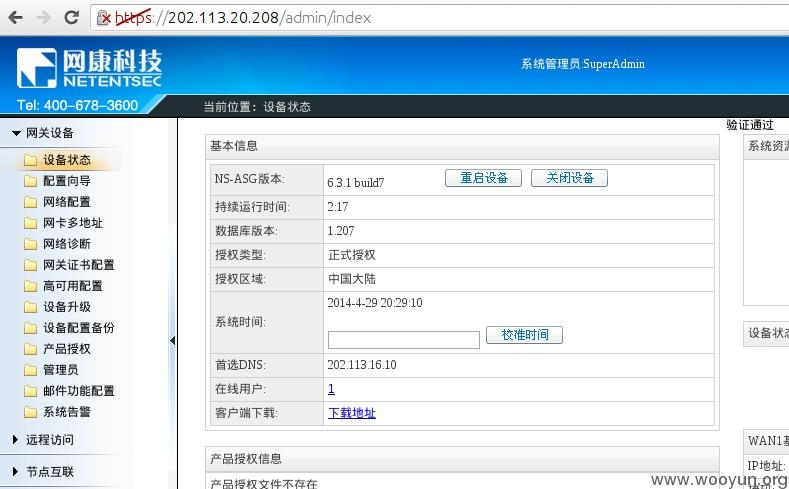 https://202.113.20.208/admin/index
网康科技
NETENTSEC
Tel: 400-678-3600
系统管理员:SuperAdmin
当前位置: 设备状态
网关设备
设备状态
配置向导
网络配置
网卡多地址
网络诊断
网关证书配置
高可用配置
设备升级
设备配置备份
产品授权
管理员
邮件功能配置
系统告警
远程访问
节点互联
验证通过
基本信息
NS-ASG版本: 6.3.1 build7 重启设备 关闭设备
持续运行时间: 2:17
数据库版本: 1.207
授权类型: 正式授权
授权区域: 中国大陆
系统时间: 2014-4-29 20:29:10
校准时间
首选DNS: 202.113.16.10
在线用户: 1
客户端下载: 下载地址
产品授权信息
产品授权文件不存在
系统资源
设备状态
WAN1基
IP地址:
www.wooyun.org